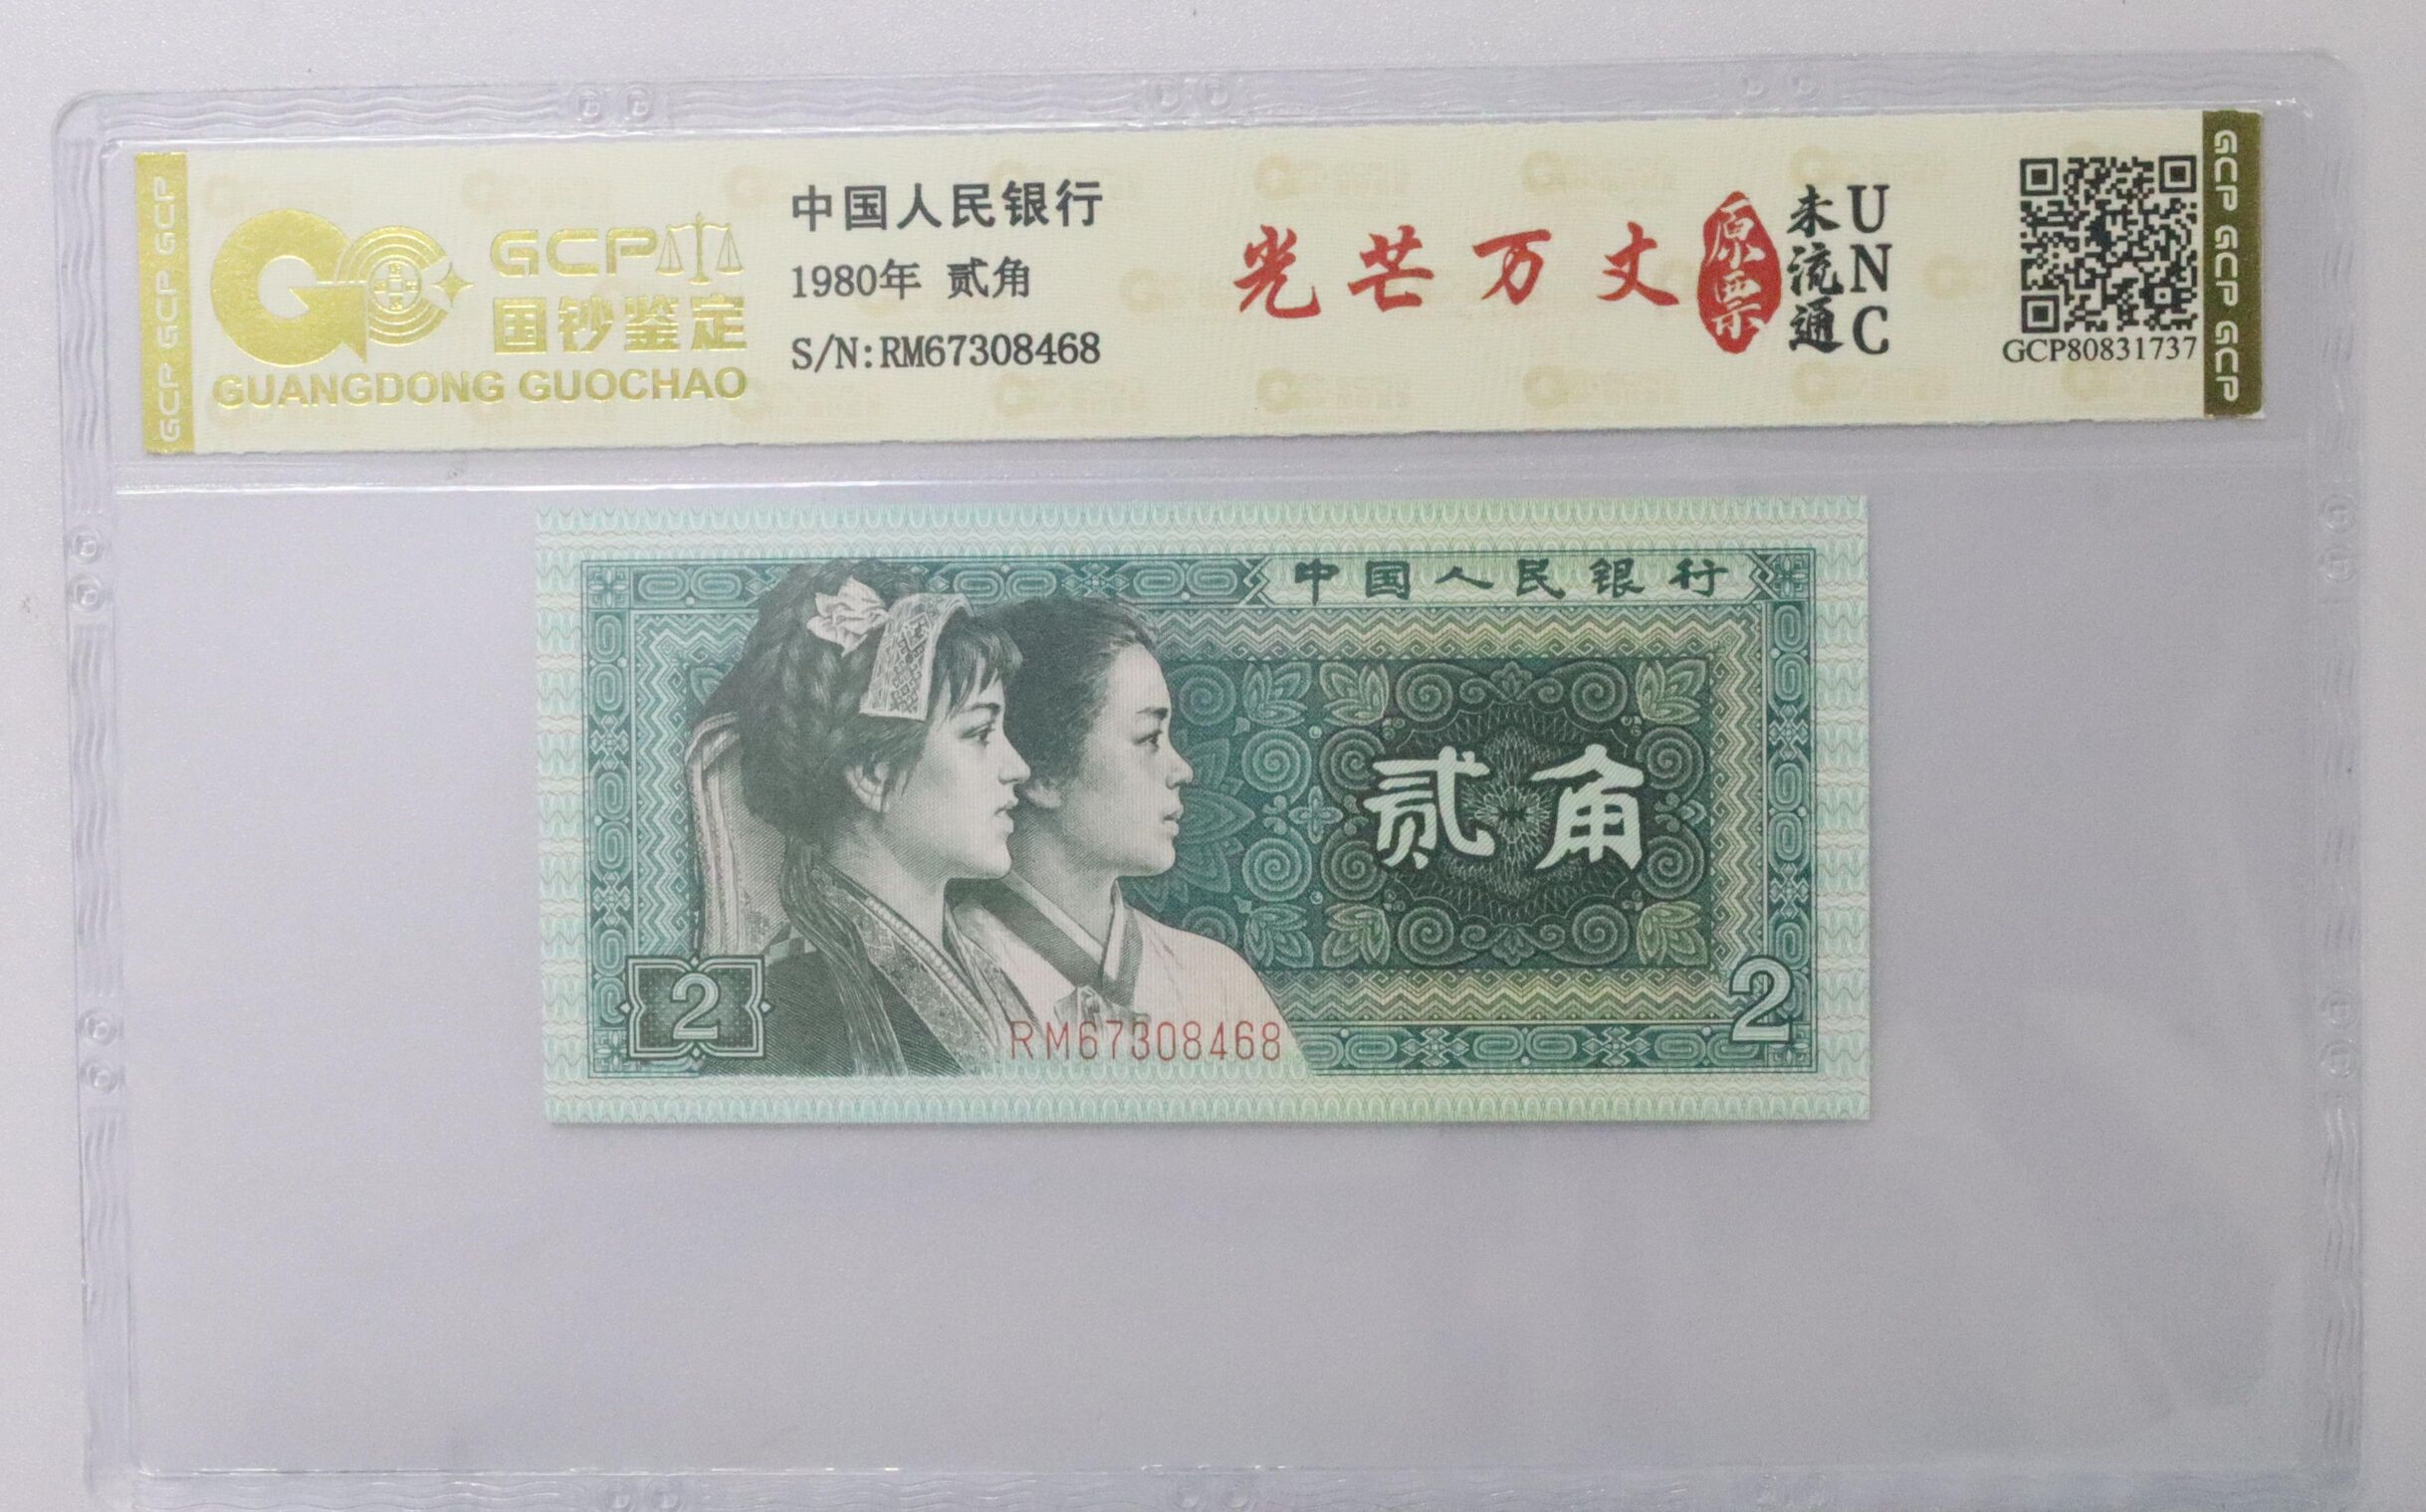 GCP GCP GCP
GCP
国钞鉴定
GUANGDONG GUOCHAO
中国人民银行
1980年 贰角
S/N:RM67308468
光芒万丈
原票
未流通
UNC
GCP80831737
GCP GCP GCP GCP
中国人民银行
贰角
2
RM67308468
2